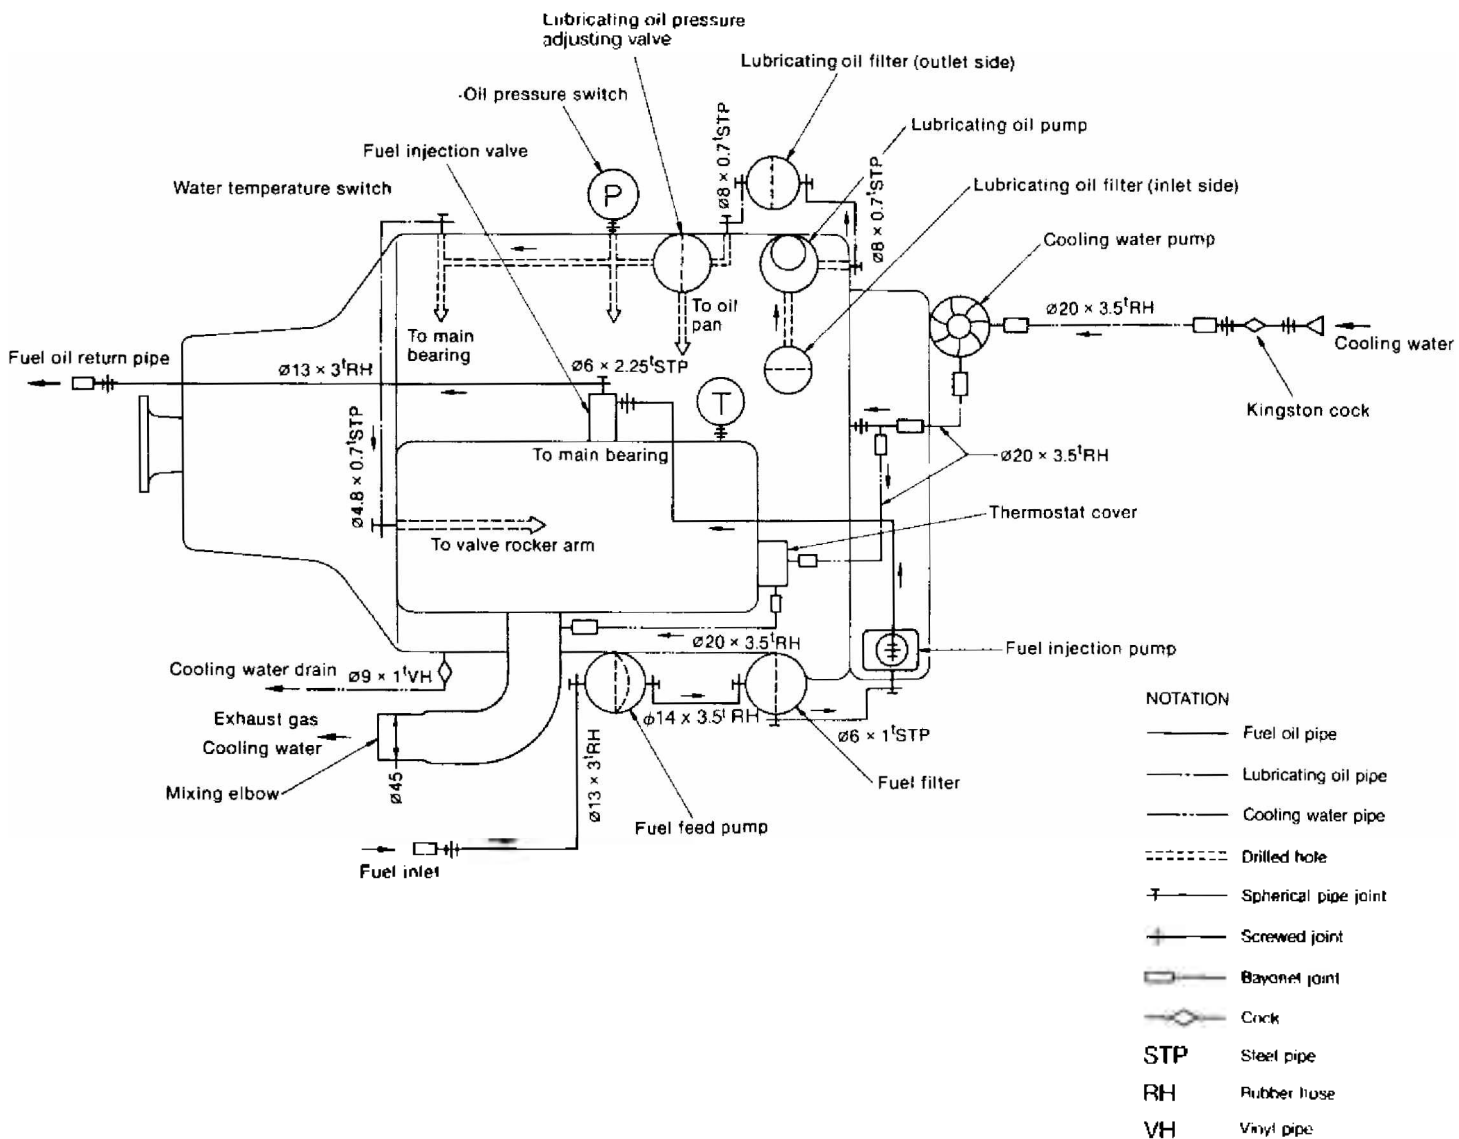 Lubricating oil pressure
adjusting valve
Lubricating oil filter (outlet side)
-Oil pressure switch
Lubricating oil pump
Fuel injection valve
Ø8 × 0.7ᵗSTP
Water temperature switch
P
Ø8 × 0.7ᵗSTP
Lubricating oil filter (inlet side)
Cooling water pump
Ø20 × 3.5ᵗRH
To oil
pan
To main
bearing
Cooling water
Fuel oil return pipe
Ø13 × 3ᵗRH
Ø6 × 2.25ᵗSTP
T
Kingston cock
Ø4.8 × 0.7ᵗSTP
To main bearing
Ø20 × 3.5ᵗRH
Thermostat cover
To valve rocker arm
Ø20 × 3.5ᵗRH
Fuel injection pump
Cooling water drain
Ø9 × 1ᵗVH
Exhaust gas
Cooling water
ϕ14 × 3.5ᵗRH
Ø6 × 1ᵗSTP
Mixing elbow
Ø45
Ø13 × 3ᵗRH
Fuel filter
Fuel feed pump
Fuel inlet
NOTATION
Fuel oil pipe
Lubricating oil pipe
Cooling water pipe
Drilled hole
Spherical pipe joint
Screwed joint
Bayonet joint
Cock
STP Steel pipe
RH Rubber hose
VH Vinyl pipe